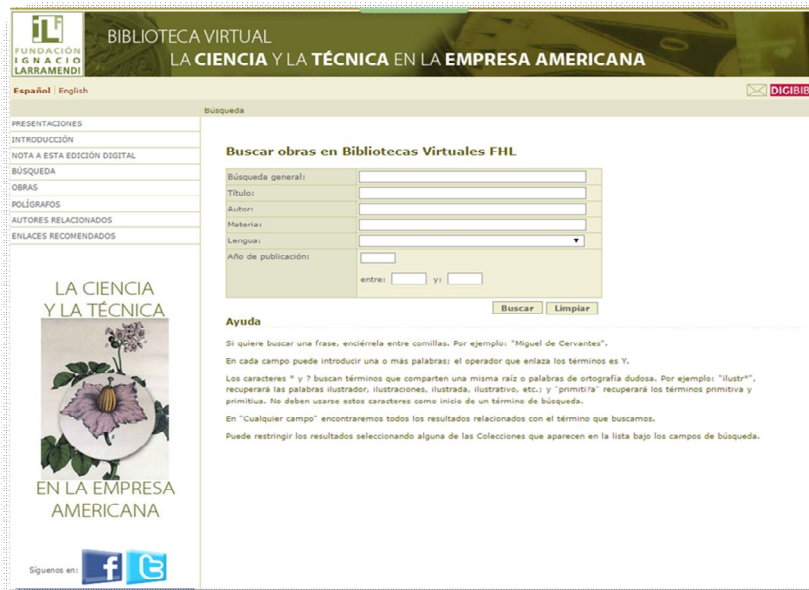 FUNDACIÓN
IGNACIO
LARRAMENDI
BIBLIOTECA VIRTUAL
LA CIENCIA Y LA TÉCNICA EN LA EMPRESA AMERICANA
Español | English
DIGIBIB
Búsqueda
PRESENTACIONES
INTRODUCCIÓN
NOTA A ESTA EDICIÓN DIGITAL
BÚSQUEDA
OBRAS
POLÍGRAFOS
AUTORES RELACIONADOS
ENLACES RECOMENDADOS
LA CIENCIA
Y LA TÉCNICA
EN LA EMPRESA
AMERICANA
Síguenos en:
Buscar obras en Bibliotecas Virtuales FHL
Búsqueda general:
Título:
Autor:
Materia:
Lengua:
Año de publicación:
entre: y:
Buscar Limpiar
Ayuda
Si quiere buscar una frase, enciérrela entre comillas. Por ejemplo: "Miguel de Cervantes".
En cada campo puede introducir una o más palabras: el operador que enlaza los términos es Y.
Los caracteres * y ? buscan términos que comparten una misma raíz o palabras de ortografía dudosa. Por ejemplo: "ilustr*",
recuperará las palabras ilustrador, ilustraciones, ilustrada, ilustrativo, etc.; y "primiti?a" recuperará los términos primitiva y
primitiua. No deben usarse estos caracteres como inicio de un término de búsqueda.
En "Cualquier campo" encontraremos todos los resultados relacionados con el término que buscamos.
Puede restringir los resultados seleccionando alguna de las Colecciones que aparecen en la lista bajo los campos de búsqueda.